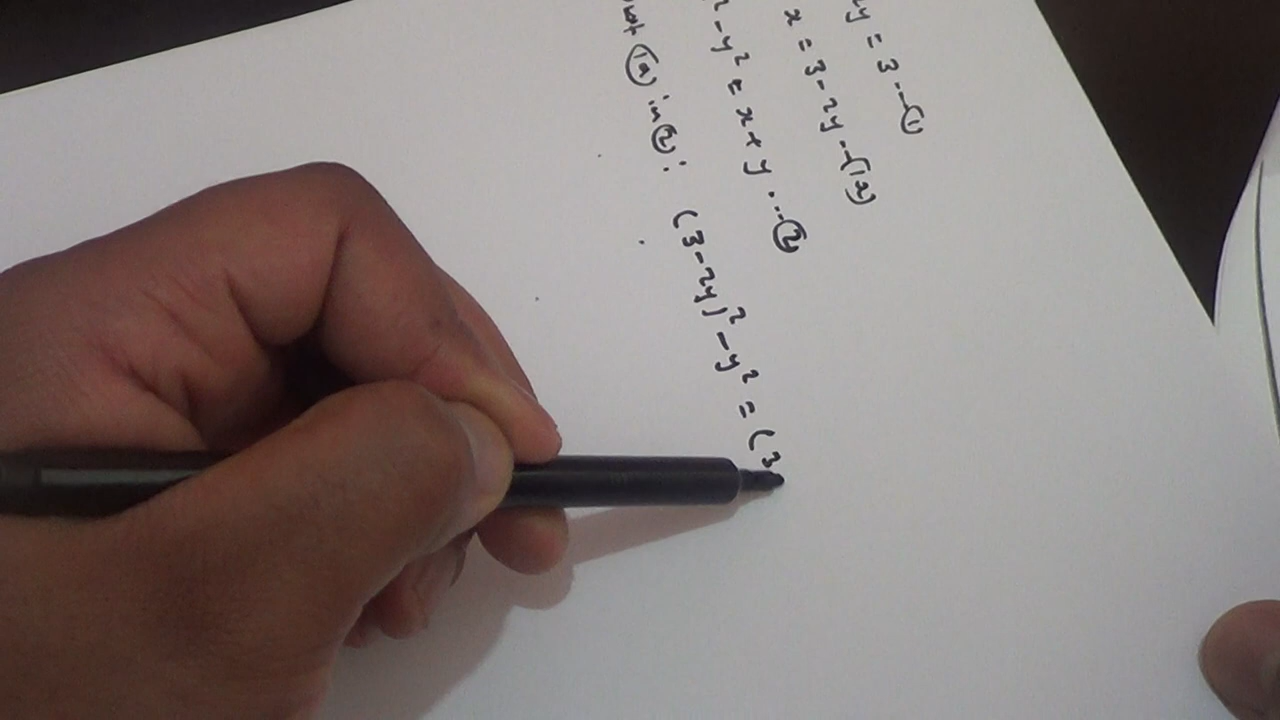 y = 3 --- ①
x = 3 - 2y --- (1a)
- y² = x + y --- ②
(1a) in ② : (3 - 2y)² - y² = (3